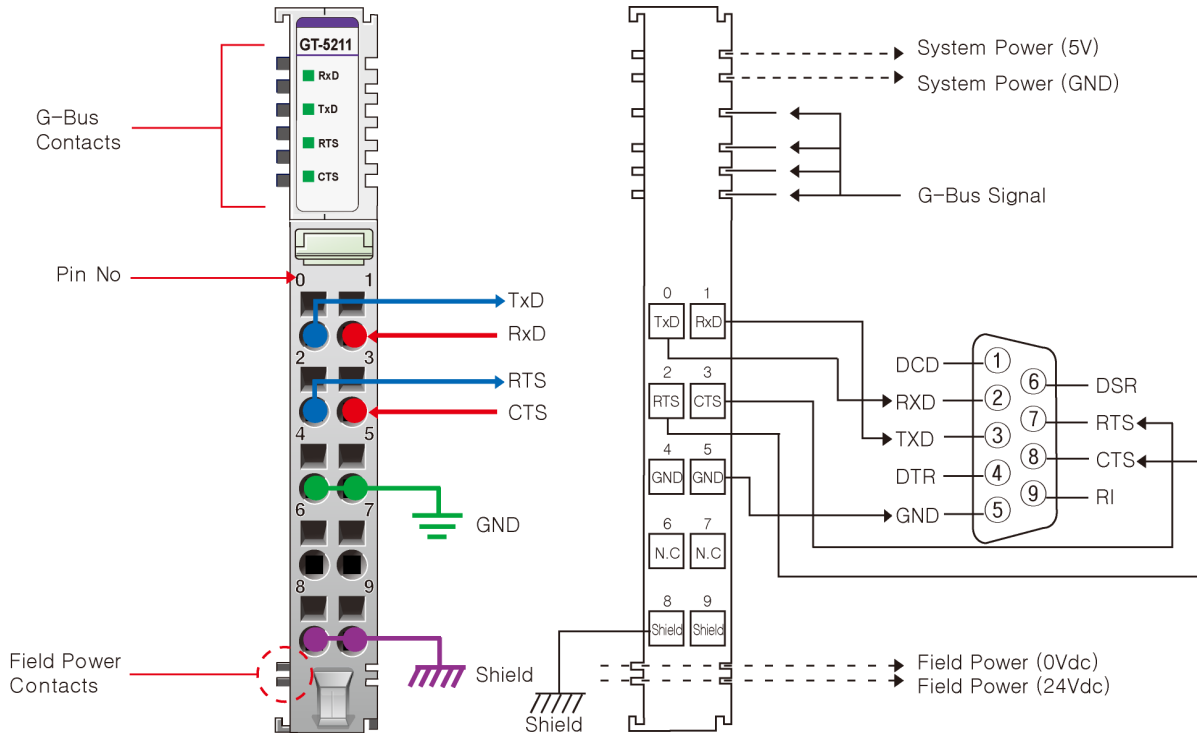 GT-5211
RxD
TxD
RTS
CTS
G-Bus
Contacts
Pin No
0 1
TxD
RxD
2 3
RTS
CTS
4 5
6 7
GND
8 9
Field Power
Contacts
Shield
System Power (5V)
System Power (GND)
G-Bus Signal
0 1
TxD RxD
2 3
RTS CTS
4 5
GND GND
6 7
N.C N.C
8 9
Shield Shield
Shield
Field Power (0Vdc)
Field Power (24Vdc)
DCD 1
RXD 2
TXD 3
DTR 4
GND 5
6 DSR
7 RTS
8 CTS
9 RI